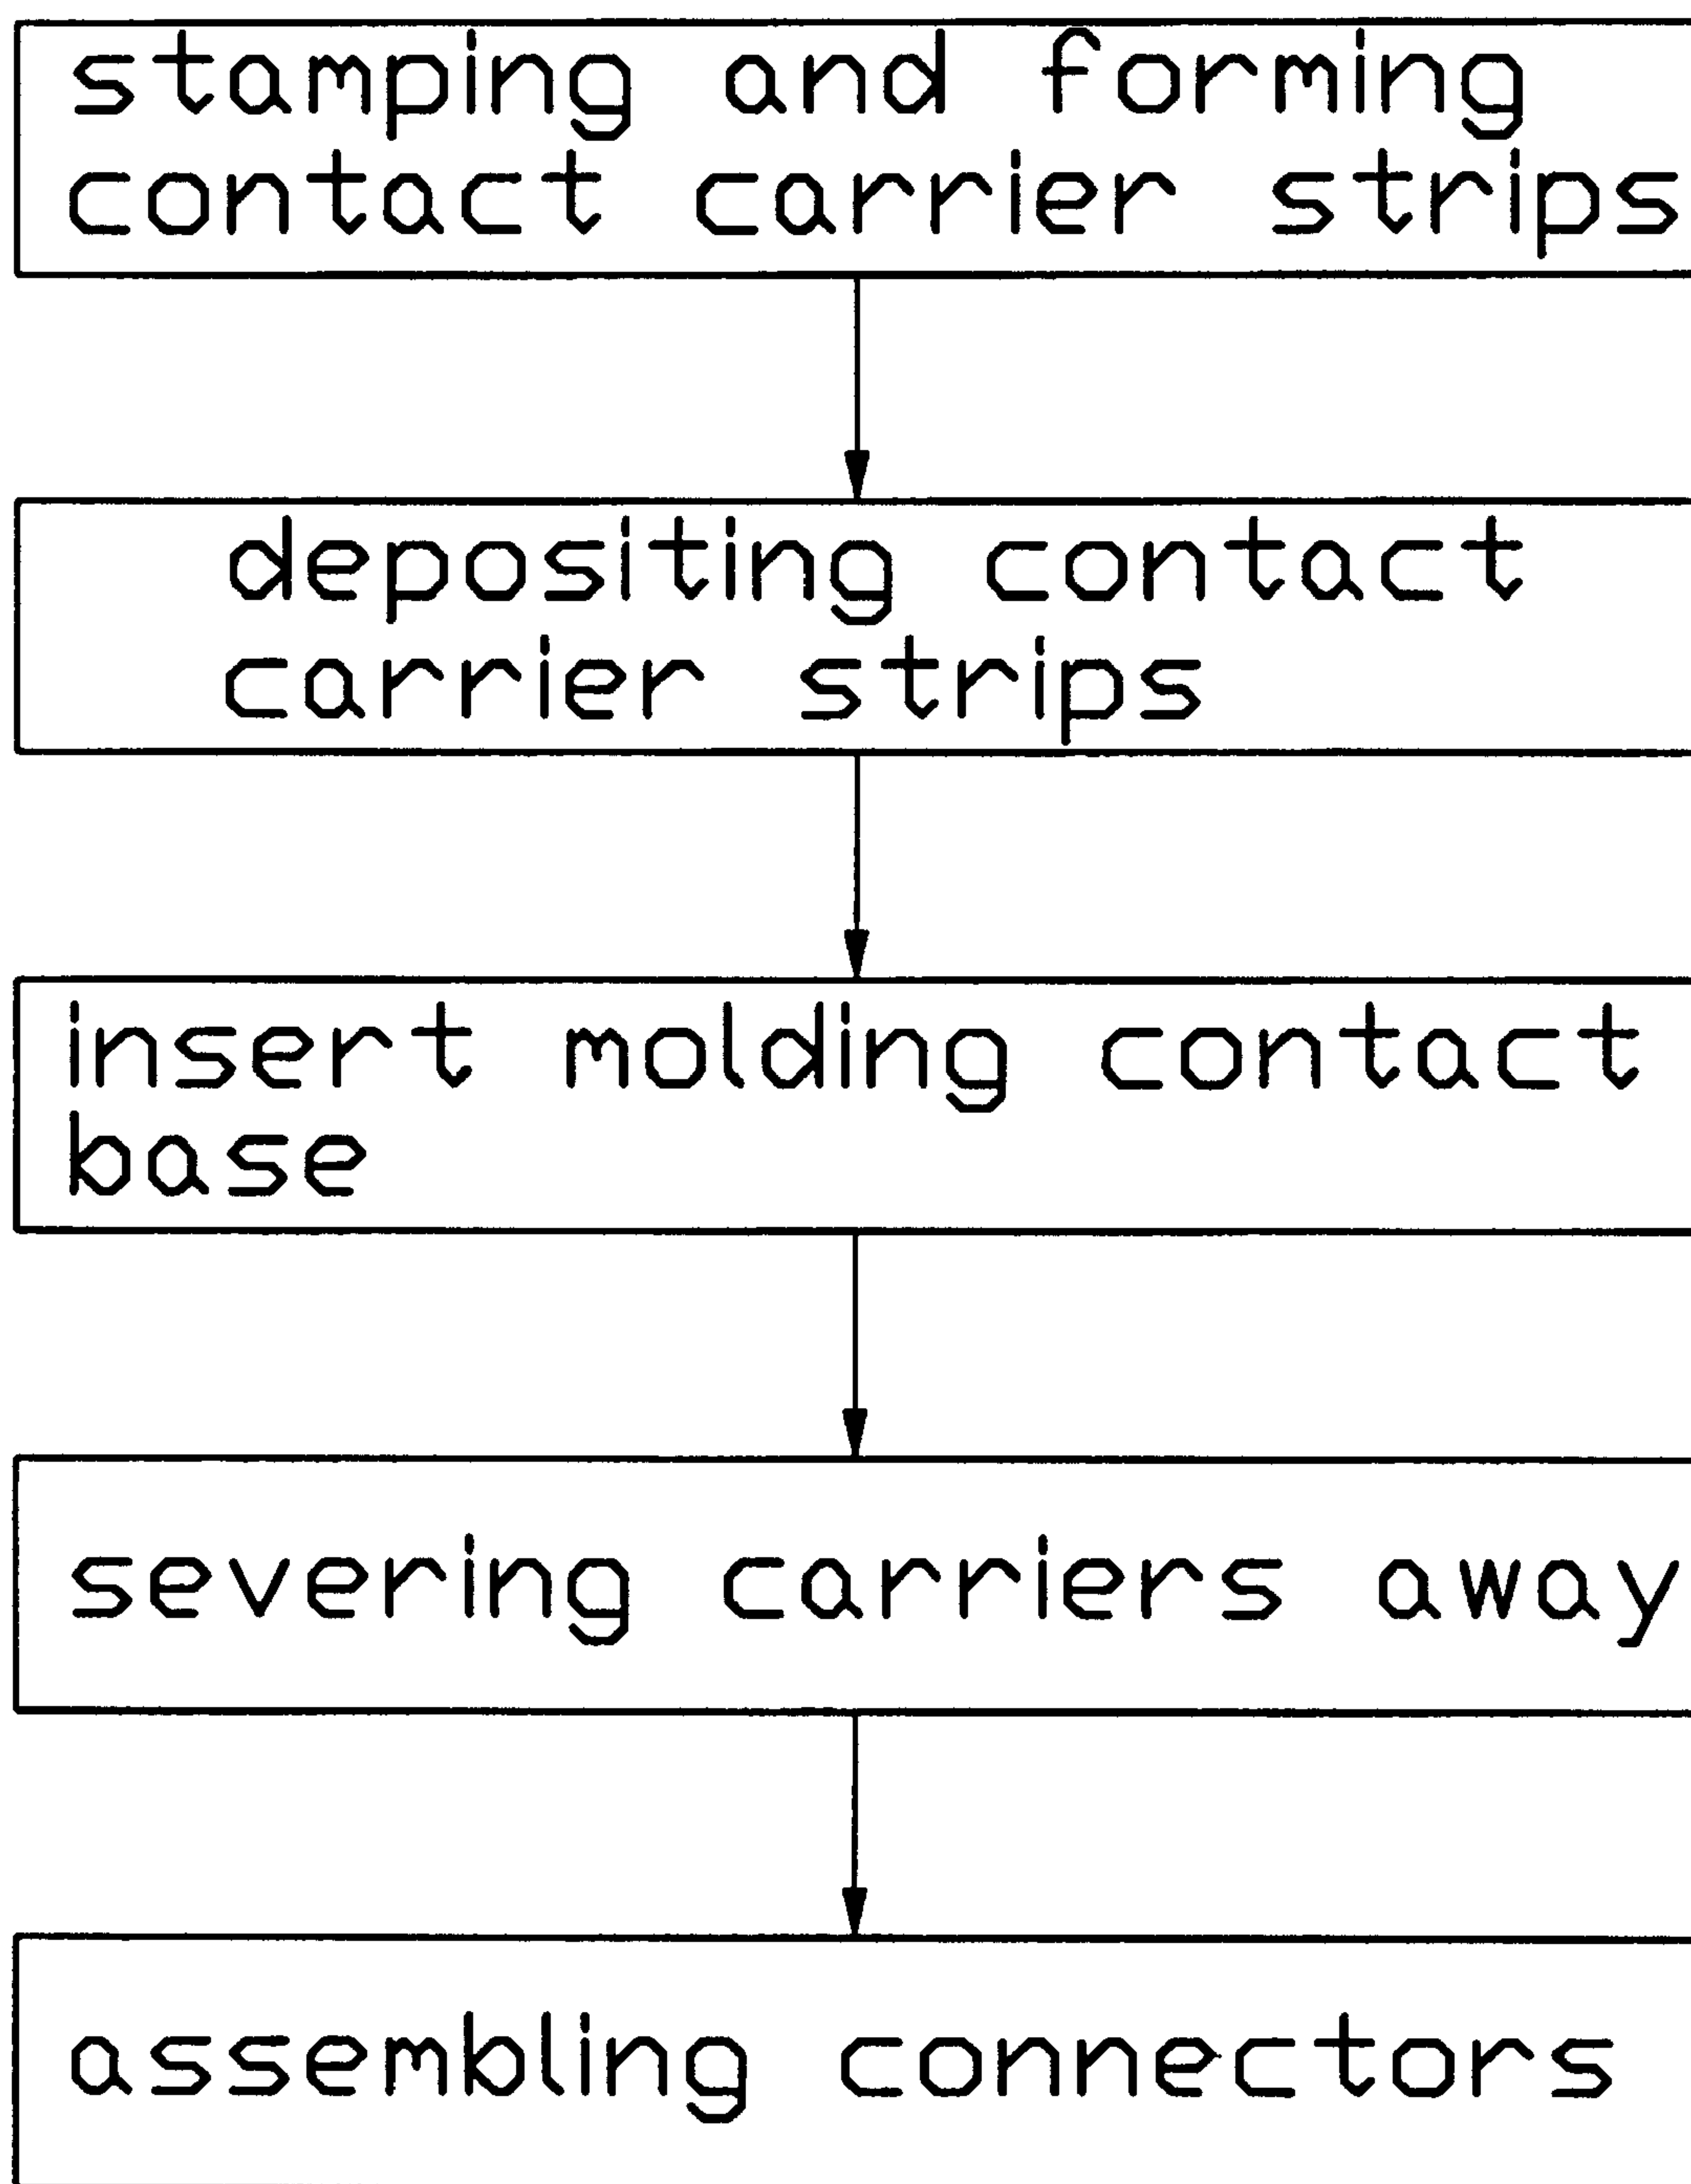 stamping and forming
contact carrier strips
depositing contact
carrier strips
insert molding contact
base
severing carriers away
assembling connectors